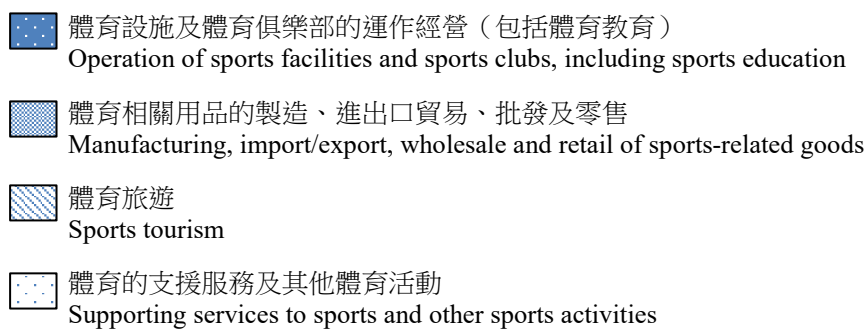 體育設施及體育俱樂部的運作經營（包括體育教育）
Operation of sports facilities and sports clubs, including sports education
體育相關用品的製造、進出口貿易、批發及零售
Manufacturing, import/export, wholesale and retail of sports-related goods
體育旅遊
Sports tourism
體育的支援服務及其他體育活動
Supporting services to sports and other sports activities